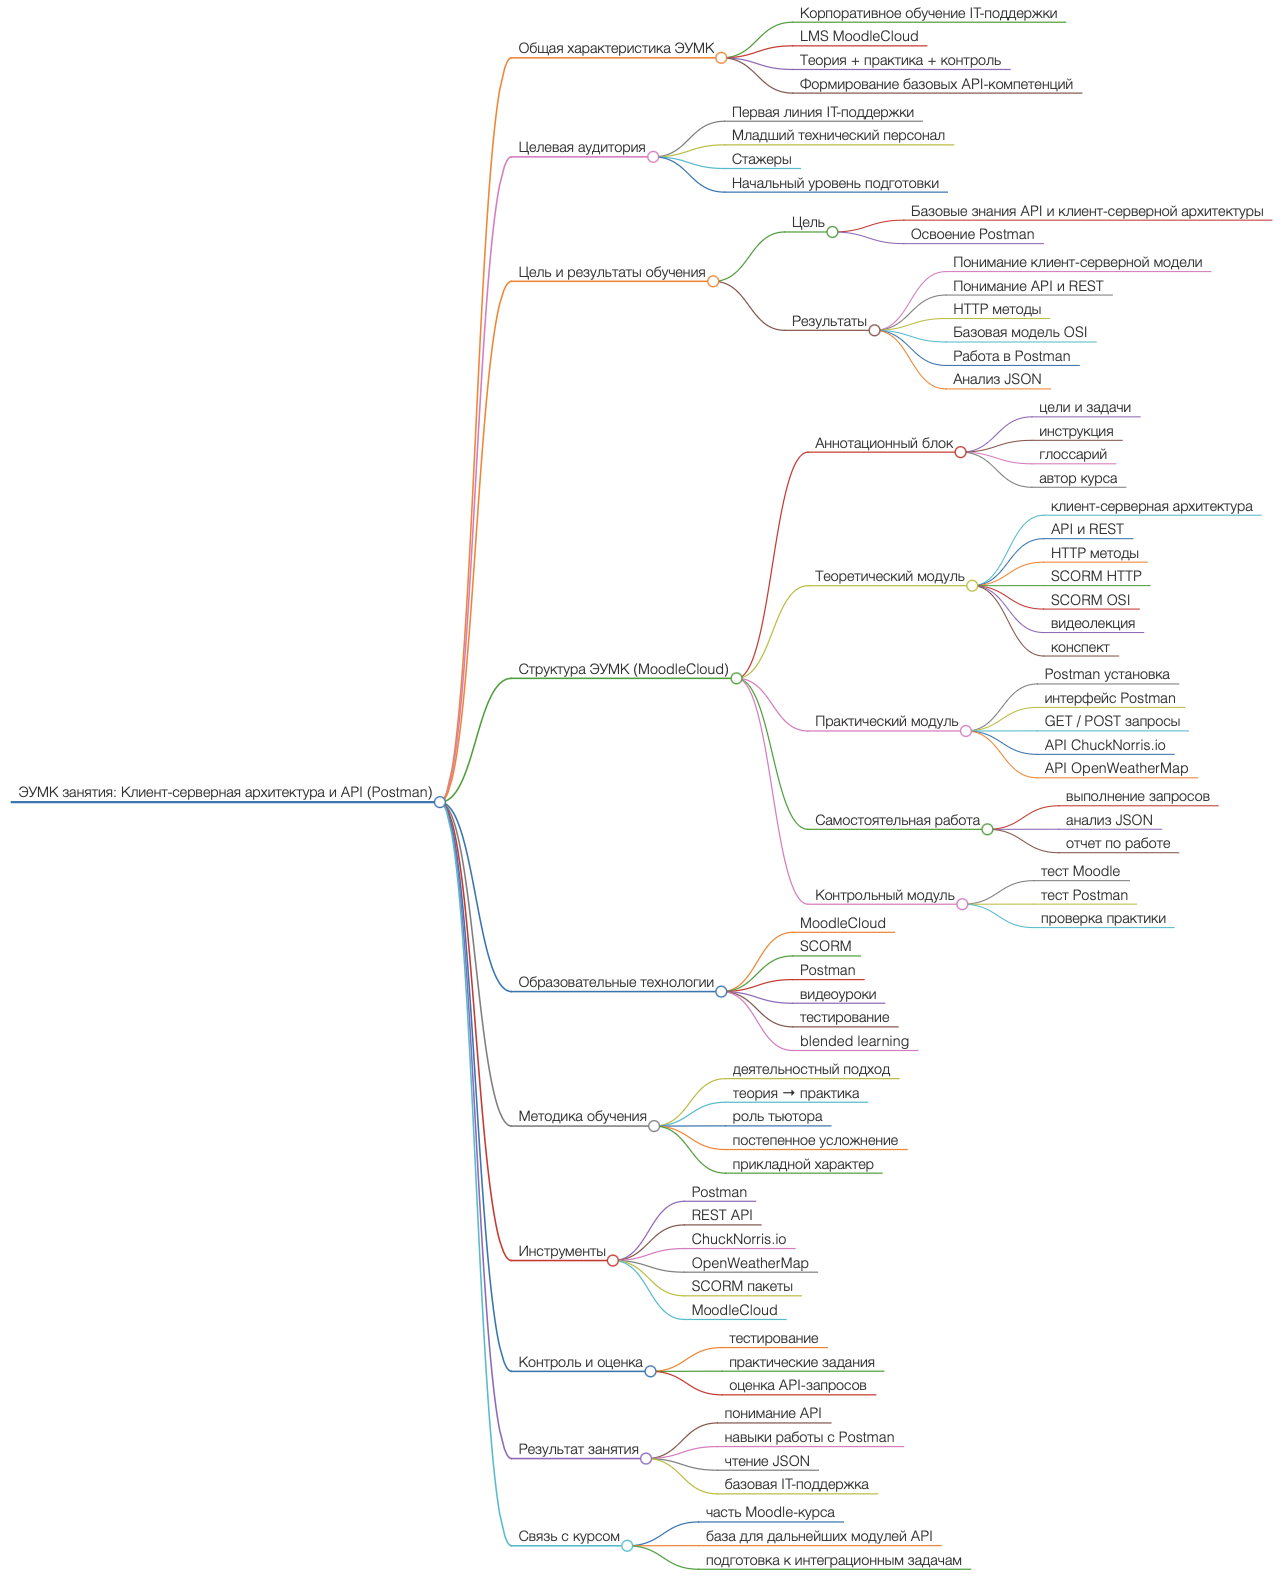 ЭУМК занятия: Клиент-серверная архитектура и API (Postman)
Общая характеристика ЭУМК
Корпоративное обучение IT-поддержки
LMS MoodleCloud
Теория + практика + контроль
Формирование базовых API-компетенций
Целевая аудитория
Первая линия IT-поддержки
Младший технический персонал
Стажеры
Начальный уровень подготовки
Цель и результаты обучения
Цель
Базовые знания API и клиент-серверной архитектуры
Освоение Postman
Результаты
Понимание клиент-серверной модели
Понимание API и REST
HTTP методы
Базовая модель OSI
Работа в Postman
Анализ JSON
Структура ЭУМК (MoodleCloud)
Аннотационный блок
цели и задачи
инструкция
глоссарий
автор курса
Теоретический модуль
клиент-серверная архитектура
API и REST
HTTP методы
SCORM HTTP
SCORM OSI
видеолекция
конспект
Практический модуль
Postman установка
интерфейс Postman
GET / POST запросы
API ChuckNorris.io
API OpenWeatherMap
Самостоятельная работа
выполнение запросов
анализ JSON
отчет по работе
Контрольный модуль
тест Moodle
тест Postman
проверка практики
Образовательные технологии
MoodleCloud
SCORM
Postman
видеоуроки
тестирование
blended learning
Методика обучения
деятельностный подход
теория → практика
роль тьютора
постепенное усложнение
прикладной характер
Инструменты
Postman
REST API
ChuckNorris.io
OpenWeatherMap
SCORM пакеты
MoodleCloud
Контроль и оценка
тестирование
практические задания
оценка API-запросов
Результат занятия
понимание API
навыки работы с Postman
чтение JSON
базовая IT-поддержка
Связь с курсом
часть Moodle-курса
база для дальнейших модулей API
подготовка к интеграционным задачам